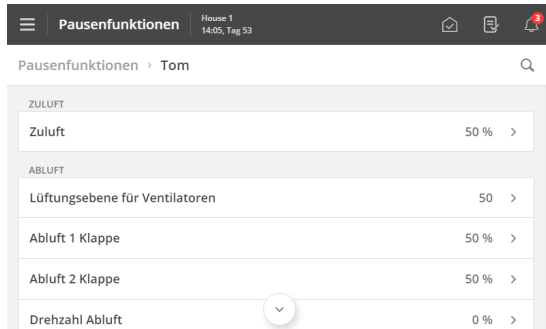 Pausenfunktionen
House 1
14:05, Tag 53
3
Pausenfunktionen > Tom
ZULUFT
Zuluft 50 % >
ABLUFT
Lüftungsebene für Ventilatoren 50 >
Abluft 1 Klappe 50 % >
Abluft 2 Klappe 50 % >
Drehzahl Abluft 0 % >